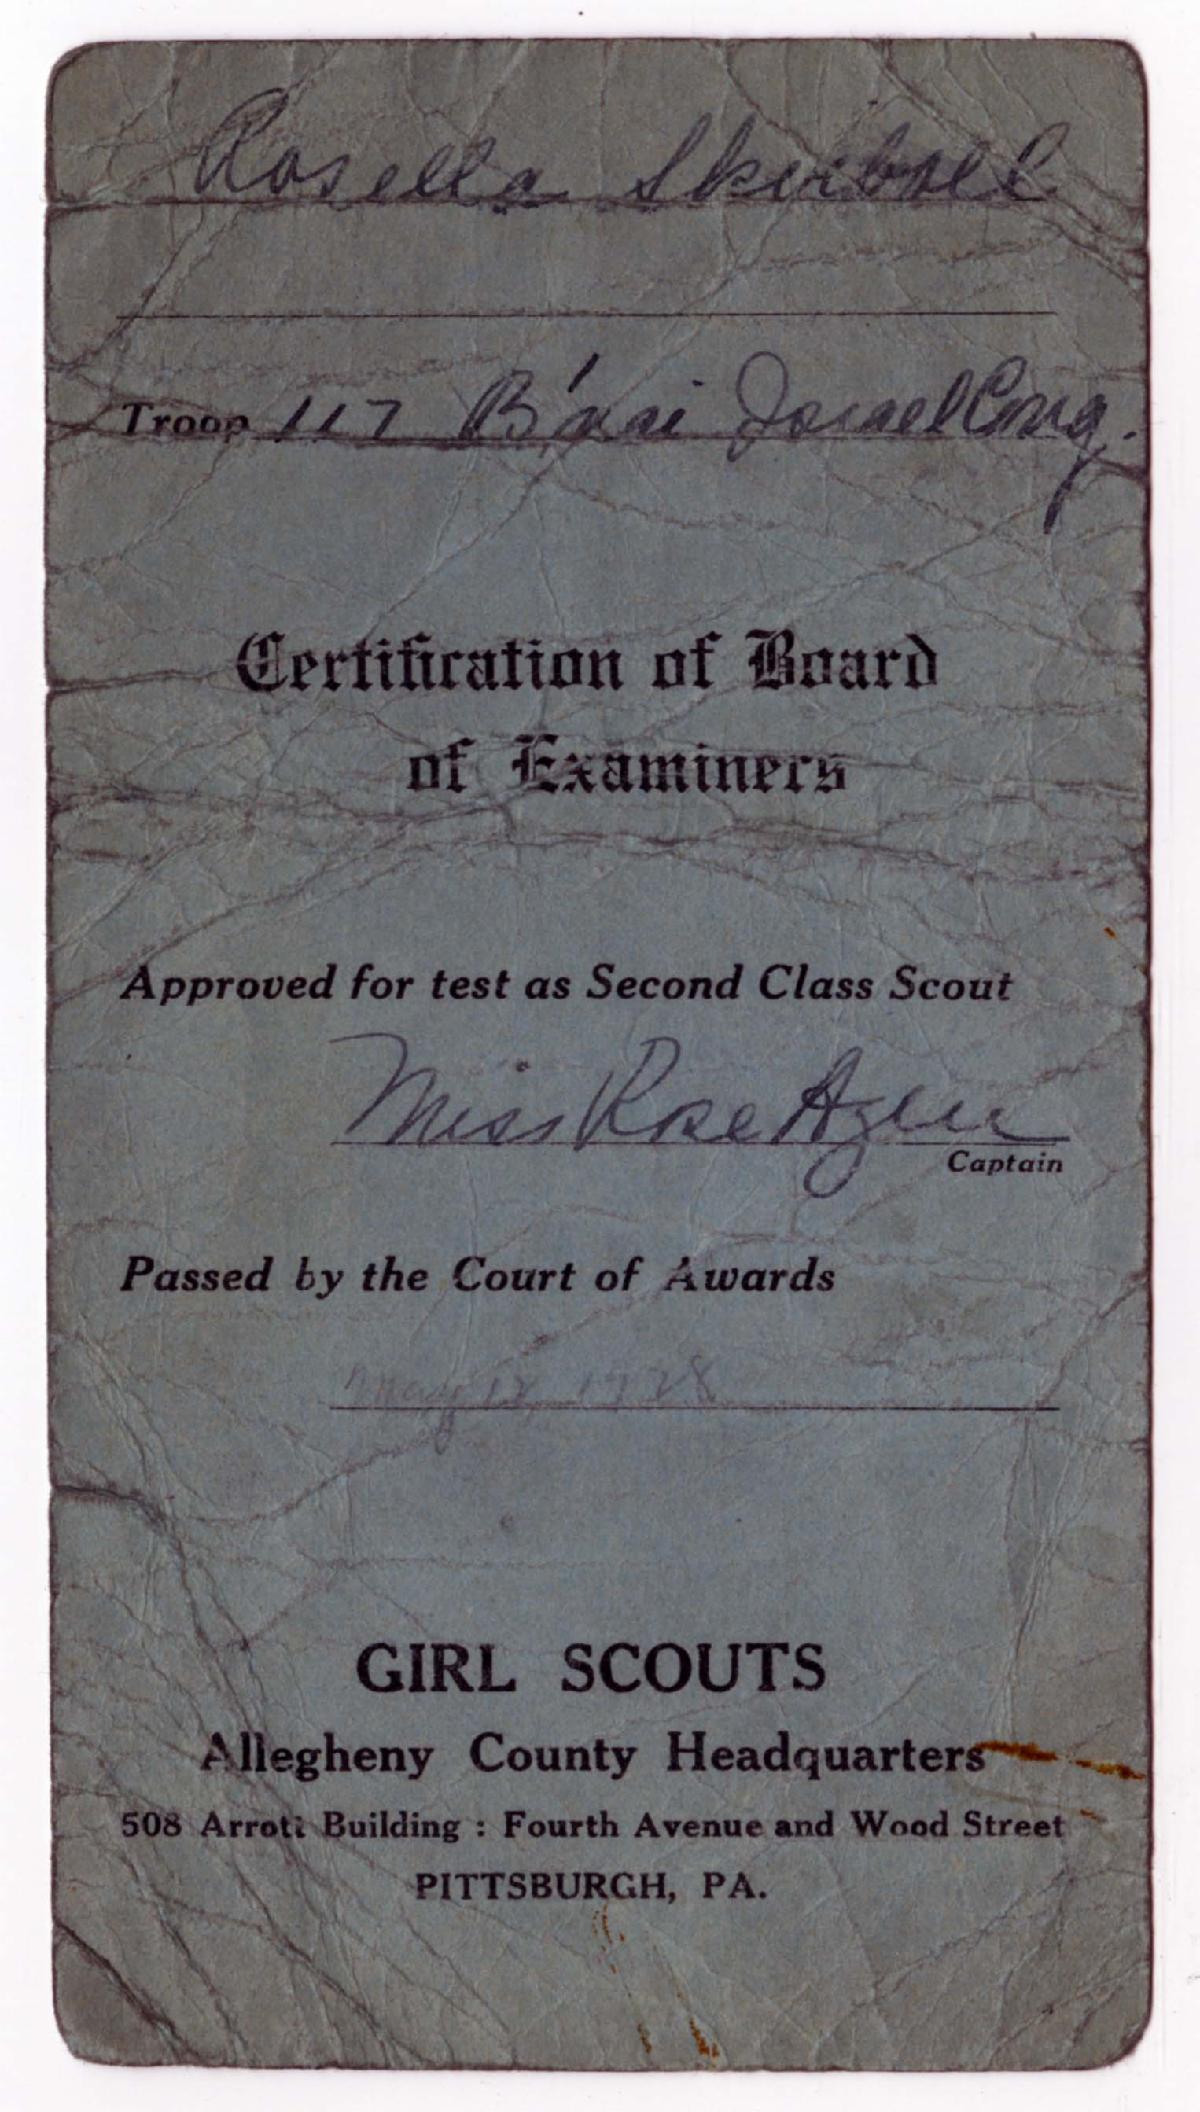 Rosella Skirboll
Troop 117 B'nai Israel Cong.
Certification of Board
of Examiners
Approved for test as Second Class Scout
Miss Rose Azen
Captain
Passed by the Court of Awards
May 12, 1928
GIRL SCOUTS
Allegheny County Headquarters
508 Arrott Building : Fourth Avenue and Wood Street
PITTSBURGH, PA.